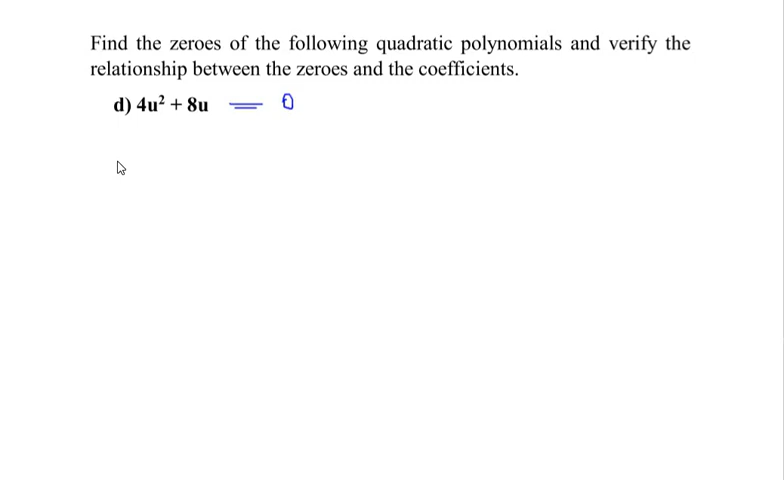 Find the zeroes of the following quadratic polynomials and verify the
relationship between the zeroes and the coefficients.
d) 4u² + 8u = 0